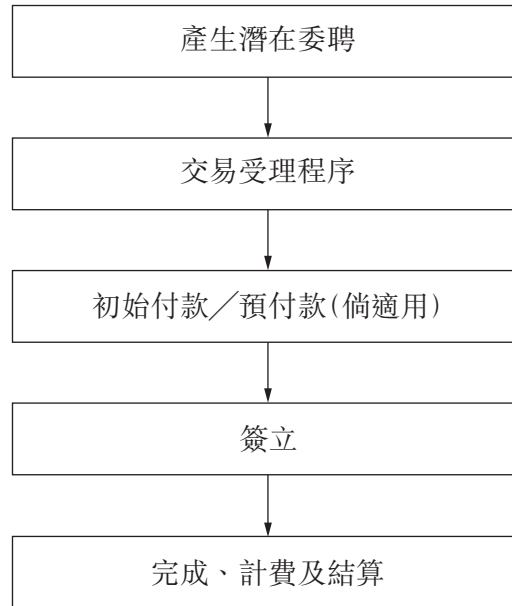 產生潛在委聘
交易受理程序
初始付款／預付款(倘適用)
簽立
完成、計費及結算